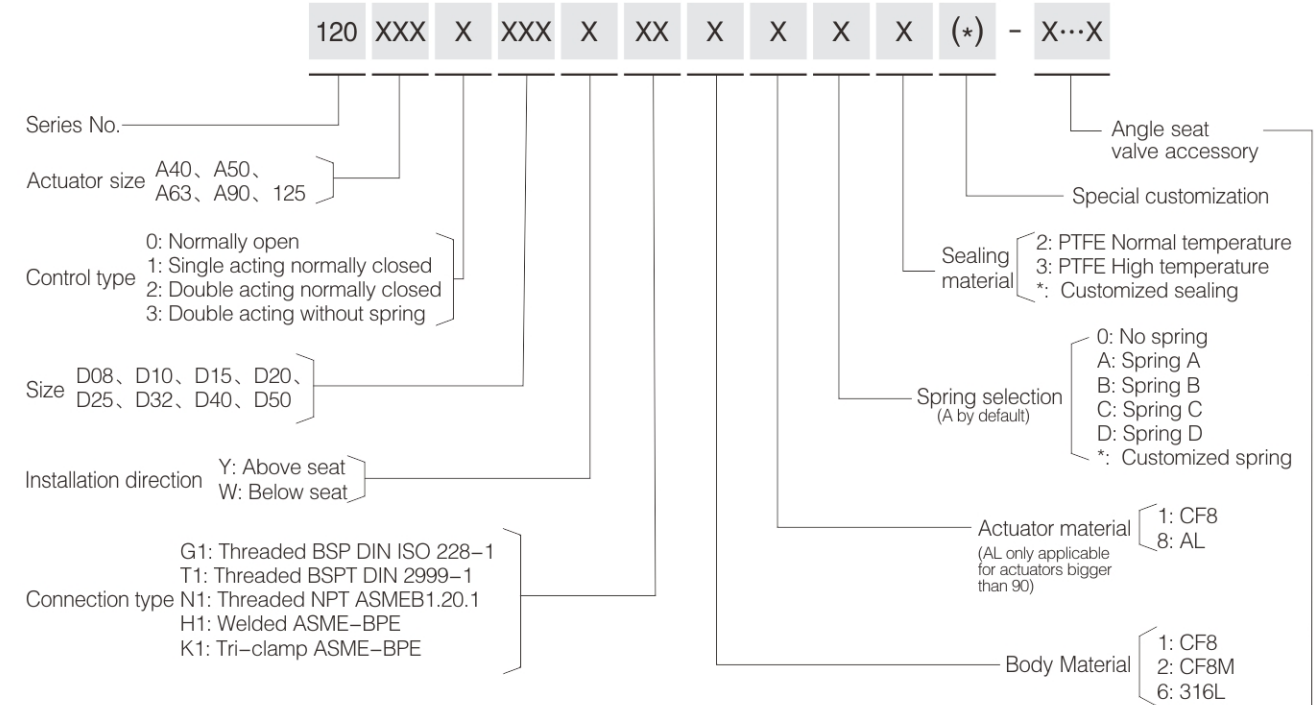 120 XXX X XXX X XX X X X X (*) – X···X
Series No.
Actuator size
A40、A50、
A63、A90、125
Control type
0: Normally open
1: Single acting normally closed
2: Double acting normally closed
3: Double acting without spring
Size
D08、D10、D15、D20、
D25、D32、D40、D50
Installation direction
Y: Above seat
W: Below seat
Connection type
G1: Threaded BSP DIN ISO 228–1
T1: Threaded BSPT DIN 2999–1
N1: Threaded NPT ASMEB1.20.1
H1: Welded ASME–BPE
K1: Tri–clamp ASME–BPE
Angle seat
valve accessory
Special customization
Sealing
material
2: PTFE Normal temperature
3: PTFE High temperature
*: Customized sealing
Spring selection
(A by default)
0: No spring
A: Spring A
B: Spring B
C: Spring C
D: Spring D
*: Customized spring
Actuator material
(AL only applicable
for actuators bigger
than 90)
1: CF8
8: AL
Body Material
1: CF8
2: CF8M
6: 316L